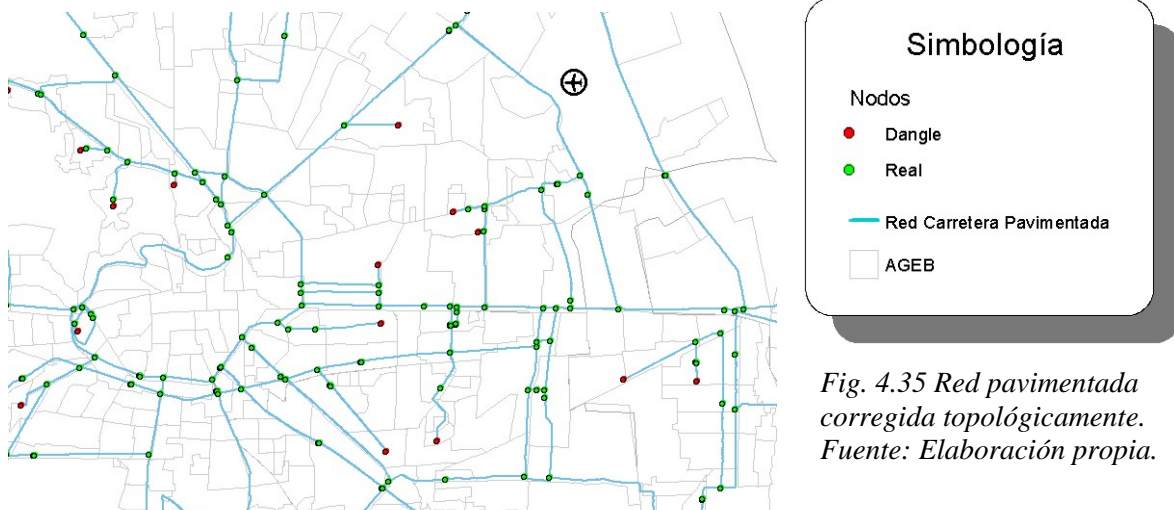 Simbología
Nodos
Dangle
Real
Red Carretera Pavimentada
AGEB
Fig. 4.35 Red pavimentada
corregida topológicamente.
Fuente: Elaboración propia.